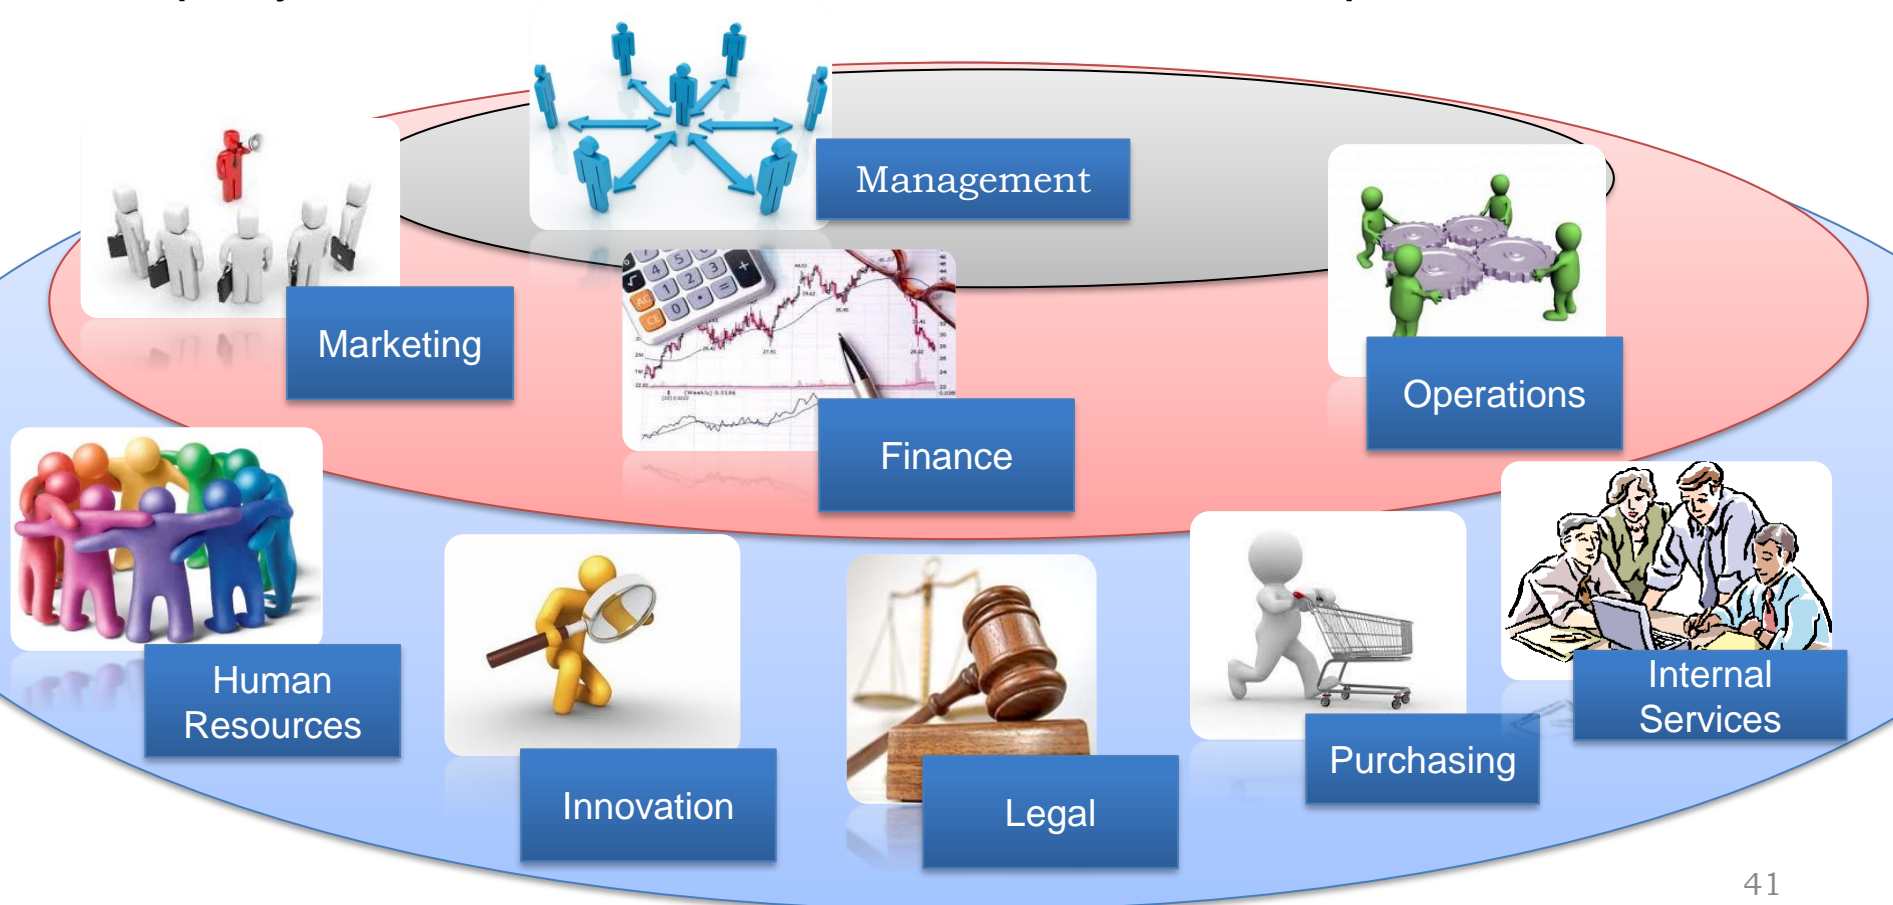 Management
Marketing
Operations
Finance
Human
Resources
Internal
Services
Purchasing
Innovation
Legal
41